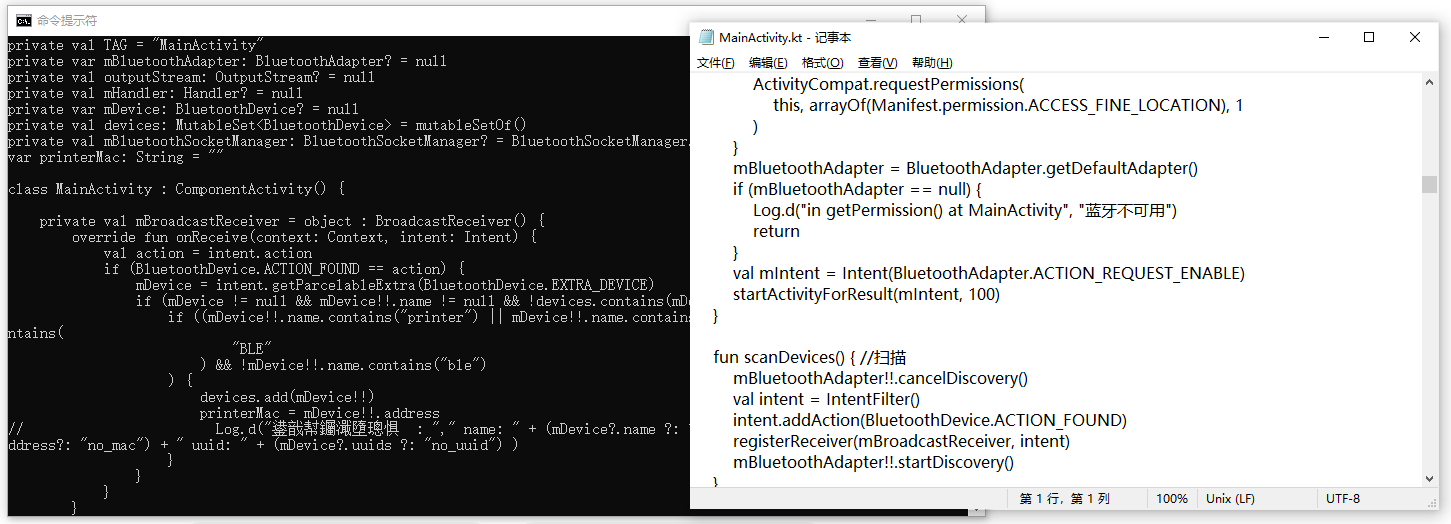 命令提示符
private val TAG = "MainActivity"
private var mBluetoothAdapter: BluetoothAdapter? = null
private val outputStream: OutputStream? = null
private val mHandler: Handler? = null
private var mDevice: BluetoothDevice? = null
private val devices: MutableSet<BluetoothDevice> = mutableSetOf()
private val mBluetoothSocketManager: BluetoothSocketManager? = BluetoothSocketManager.
var printerMac: String = ""
class MainActivity : ComponentActivity() {
private val mBroadcastReceiver = object : BroadcastReceiver() {
override fun onReceive(context: Context, intent: Intent) {
val action = intent.action
if (BluetoothDevice.ACTION_FOUND == action) {
mDevice = intent.getParcelableExtra(BluetoothDevice.EXTRA_DEVICE)
if (mDevice != null && mDevice!!.name != null && !devices.contains(mD
if ((mDevice!!.name.contains("printer") || mDevice!!.name.contains
ntains(
"BLE"
) && !mDevice!!.name.contains("ble")
) {
devices.add(mDevice!!)
printerMac = mDevice!!.address
// Log.d(" : "," name: " + (mDevice?.name ?: "
ddress?: "no_mac") + " uuid: " + (mDevice?.uuids ?: "no_uuid") )
}
}
}
}
MainActivity.kt - 记事本
文件(F) 编辑(E) 格式(O) 查看(V) 帮助(H)
ActivityCompat.requestPermissions(
this, arrayOf(Manifest.permission.ACCESS_FINE_LOCATION), 1
)
}
mBluetoothAdapter = BluetoothAdapter.getDefaultAdapter()
if (mBluetoothAdapter == null) {
Log.d("in getPermission() at MainActivity", "蓝牙不可用")
return
}
val mIntent = Intent(BluetoothAdapter.ACTION_REQUEST_ENABLE)
startActivityForResult(mIntent, 100)
}
fun scanDevices() { //扫描
mBluetoothAdapter!!.cancelDiscovery()
val intent = IntentFilter()
intent.addAction(BluetoothDevice.ACTION_FOUND)
registerReceiver(mBroadcastReceiver, intent)
mBluetoothAdapter!!.startDiscovery()
}
第 1 行，第 1 列 100% Unix (LF) UTF-8